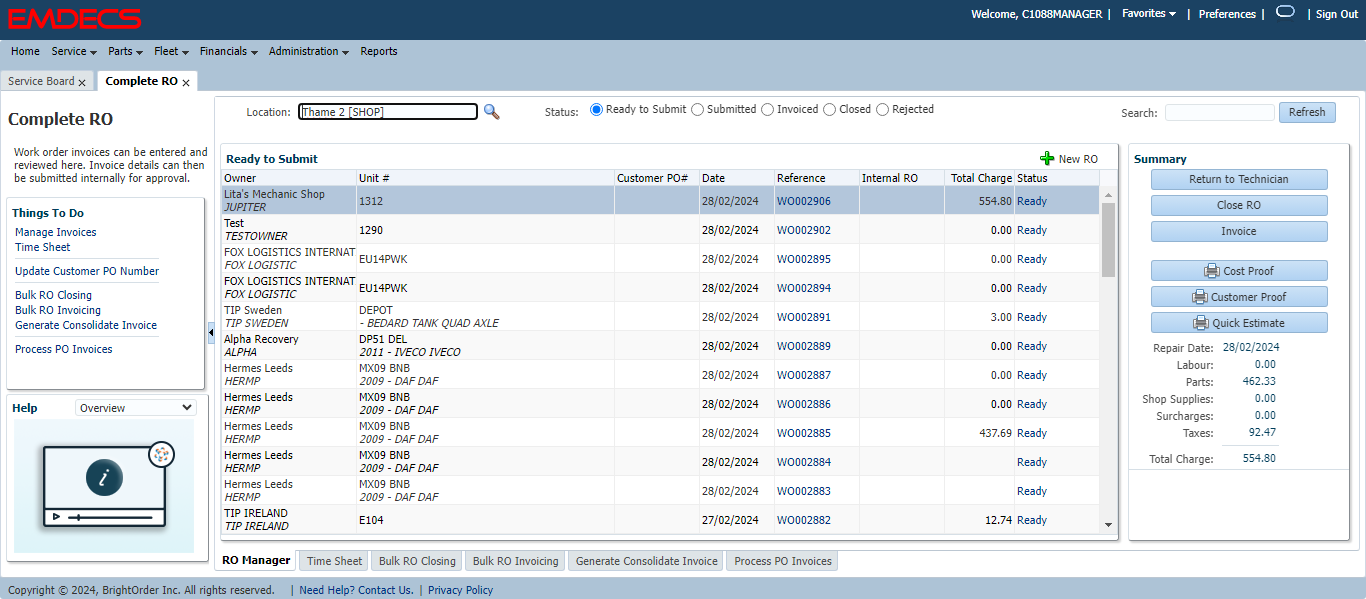 EMDECS
Welcome, C1088MANAGER | Favorites | Preferences | | Sign Out
Home Service Parts Fleet Financials Administration Reports
Service Board x Complete RO x
Complete RO
Work order invoices can be entered and
reviewed here. Invoice details can then
be submitted internally for approval.
Things To Do
Manage Invoices
Time Sheet
Update Customer PO Number
Bulk RO Closing
Bulk RO Invoicing
Generate Consolidate Invoice
Process PO Invoices
Help Overview
i
Location: Thame 2 [SHOP] Status: Ready to Submit Submitted Invoiced Closed Rejected Search: Refresh
Ready to Submit New RO
Owner Unit # Customer PO# Date Reference Internal RO Total Charge Status
Lita's Mechanic Shop
JUPITER 1312 28/02/2024 WO002906 554.80 Ready
Test
TESTOWNER 1290 28/02/2024 WO002902 0.00 Ready
FOX LOGISTICS INTERNAT
FOX LOGISTIC EU14PWK 28/02/2024 WO002895 0.00 Ready
FOX LOGISTICS INTERNAT
FOX LOGISTIC EU14PWK 28/02/2024 WO002894 0.00 Ready
TIP Sweden DEPOT
TIP SWEDEN - BEDARD TANK QUAD AXLE 28/02/2024 WO002891 3.00 Ready
Alpha Recovery DP51 DEL
ALPHA 2011 - IVECO IVECO 28/02/2024 WO002889 0.00 Ready
Hermes Leeds MX09 BNB
HERMP 2009 - DAF DAF 28/02/2024 WO002887 0.00 Ready
Hermes Leeds MX09 BNB
HERMP 2009 - DAF DAF 28/02/2024 WO002886 0.00 Ready
Hermes Leeds MX09 BNB
HERMP 2009 - DAF DAF 28/02/2024 WO002885 437.69 Ready
Hermes Leeds MX09 BNB
HERMP 2009 - DAF DAF 28/02/2024 WO002884 Ready
Hermes Leeds MX09 BNB
HERMP 2009 - DAF DAF 28/02/2024 WO002883 Ready
TIP IRELAND
TIP IRELAND E104 27/02/2024 WO002882 12.74 Ready
Summary
Return to Technician
Close RO
Invoice
Cost Proof
Customer Proof
Quick Estimate
Repair Date: 28/02/2024
Labour: 0.00
Parts: 462.33
Shop Supplies: 0.00
Surcharges: 0.00
Taxes: 92.47
Total Charge: 554.80
RO Manager Time Sheet Bulk RO Closing Bulk RO Invoicing Generate Consolidate Invoice Process PO Invoices
Copyright © 2024, BrightOrder Inc. All rights reserved. | Need Help? Contact Us. | Privacy Policy